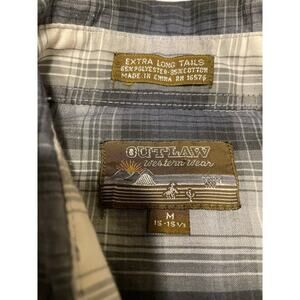 EXTRA LONG TAILS
65% POLYESTER-35% COTTON
MADE IN CHINA RN 16576
OUTLAW
Western Wear
M
15-15½